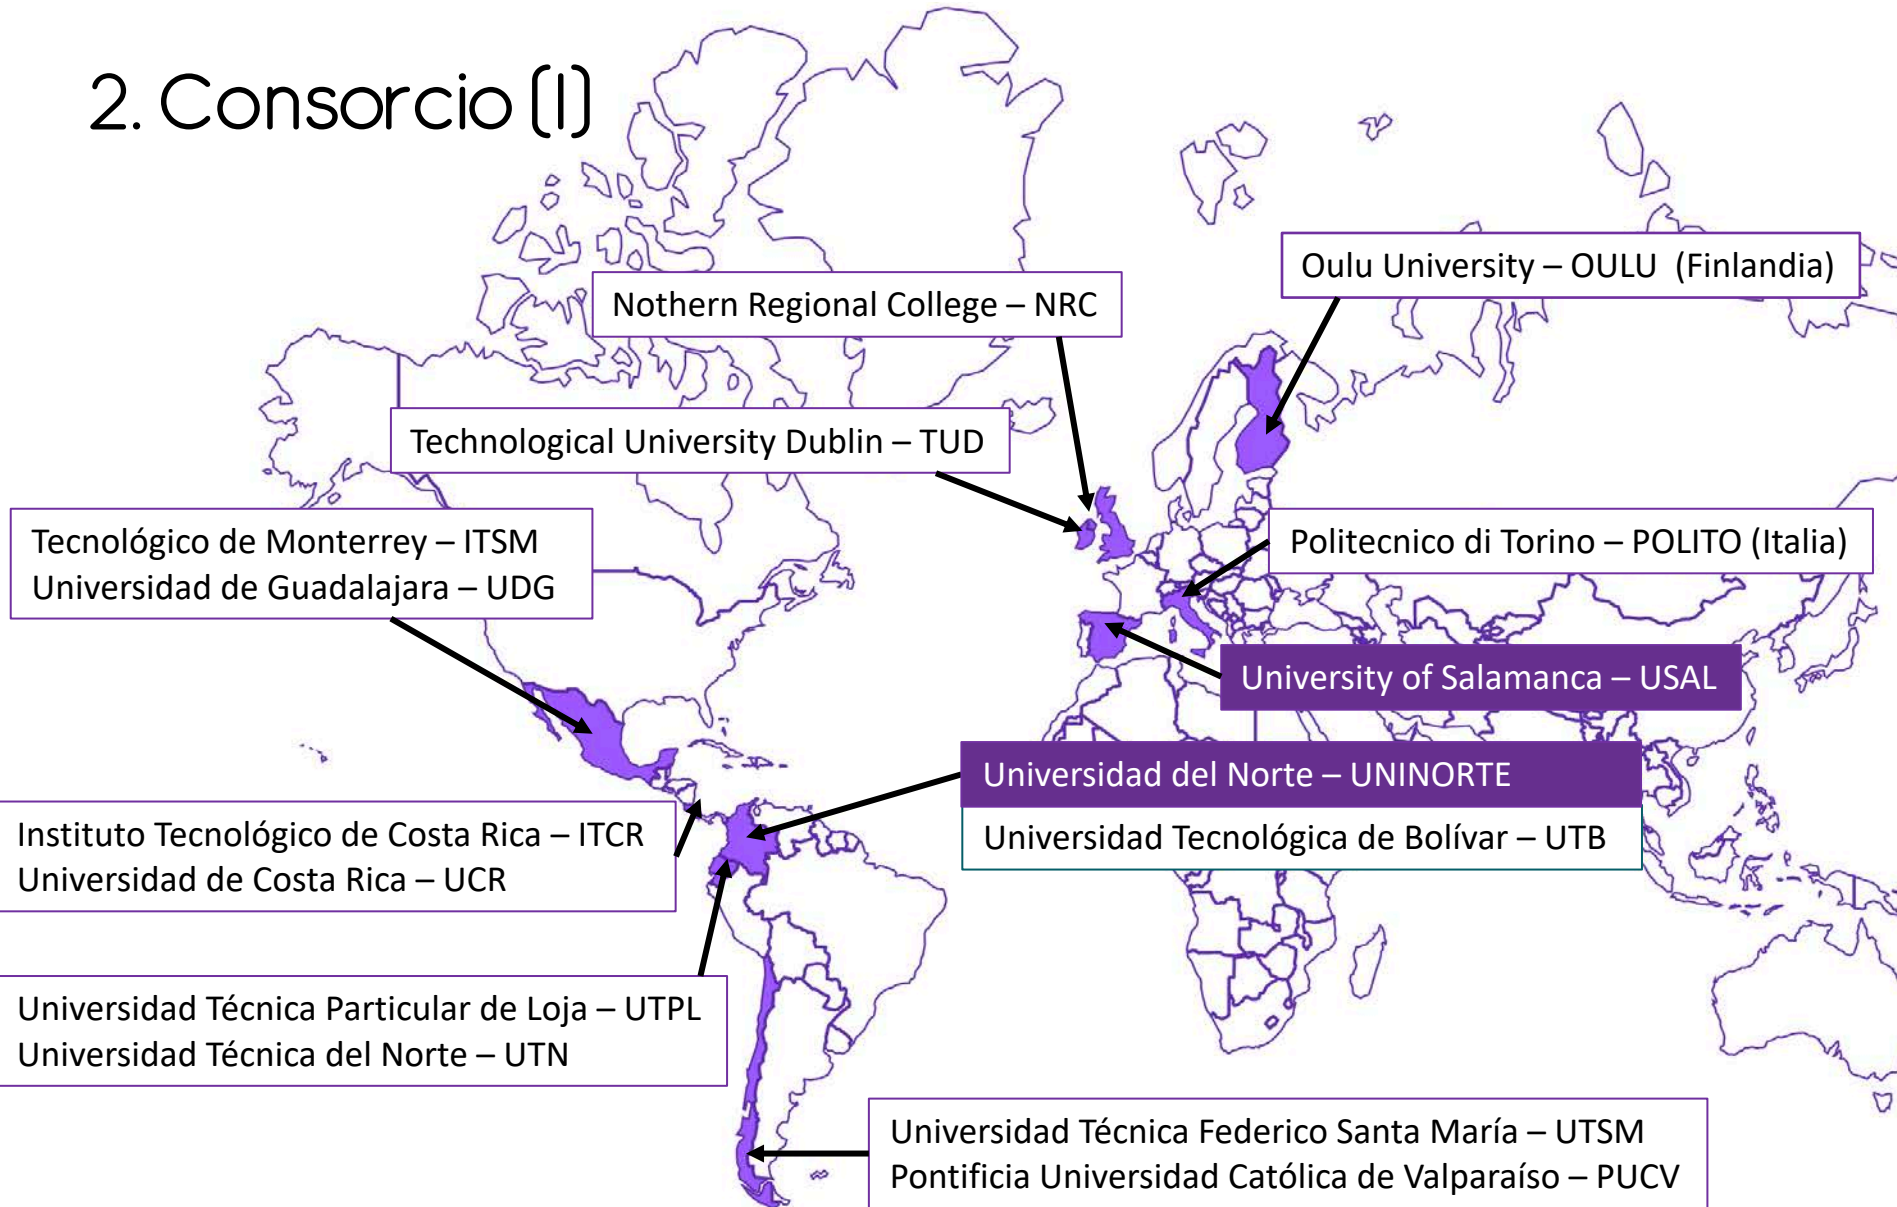 2. Consorcio (I)
Oulu University – OULU  (Finlandia)
Nothern Regional College – NRC
Technological University Dublin – TUD
Tecnológico de Monterrey – ITSM
Universidad de Guadalajara – UDG
Politecnico di Torino – POLITO (Italia)
University of Salamanca – USAL
Universidad del Norte – UNINORTE
Universidad Tecnológica de Bolívar – UTB
Instituto Tecnológico de Costa Rica – ITCR
Universidad de Costa Rica – UCR
Universidad Técnica Particular de Loja – UTPL
Universidad Técnica del Norte – UTN
Universidad Técnica Federico Santa María – UTSM
Pontificia Universidad Católica de Valparaíso – PUCV